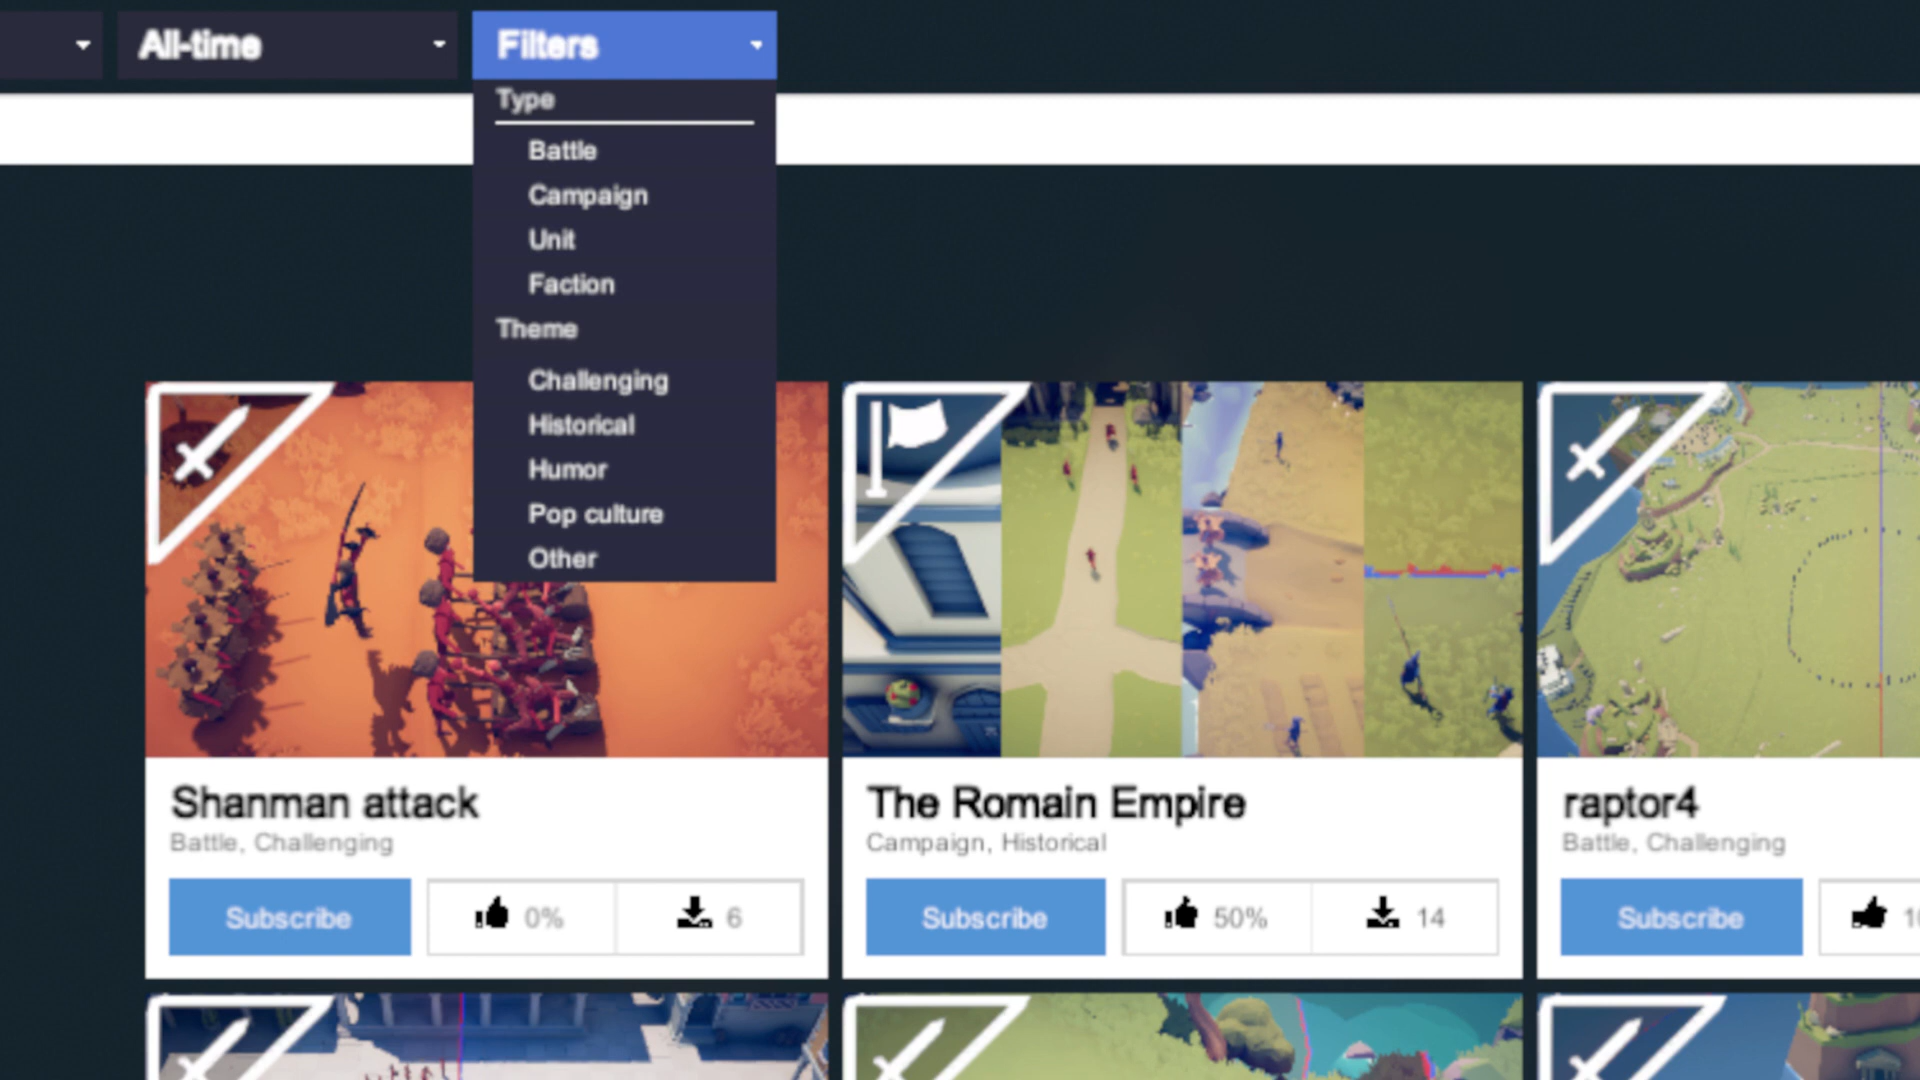 All-time
Filters
Type
Battle
Campaign
Unit
Faction
Theme
Challenging
Historical
Humor
Pop culture
Other
Shanman attack
Battle, Challenging
Subscribe
0%
6
The Romain Empire
Campaign, Historical
Subscribe
50%
14
raptor4
Battle, Challenging
Subscribe